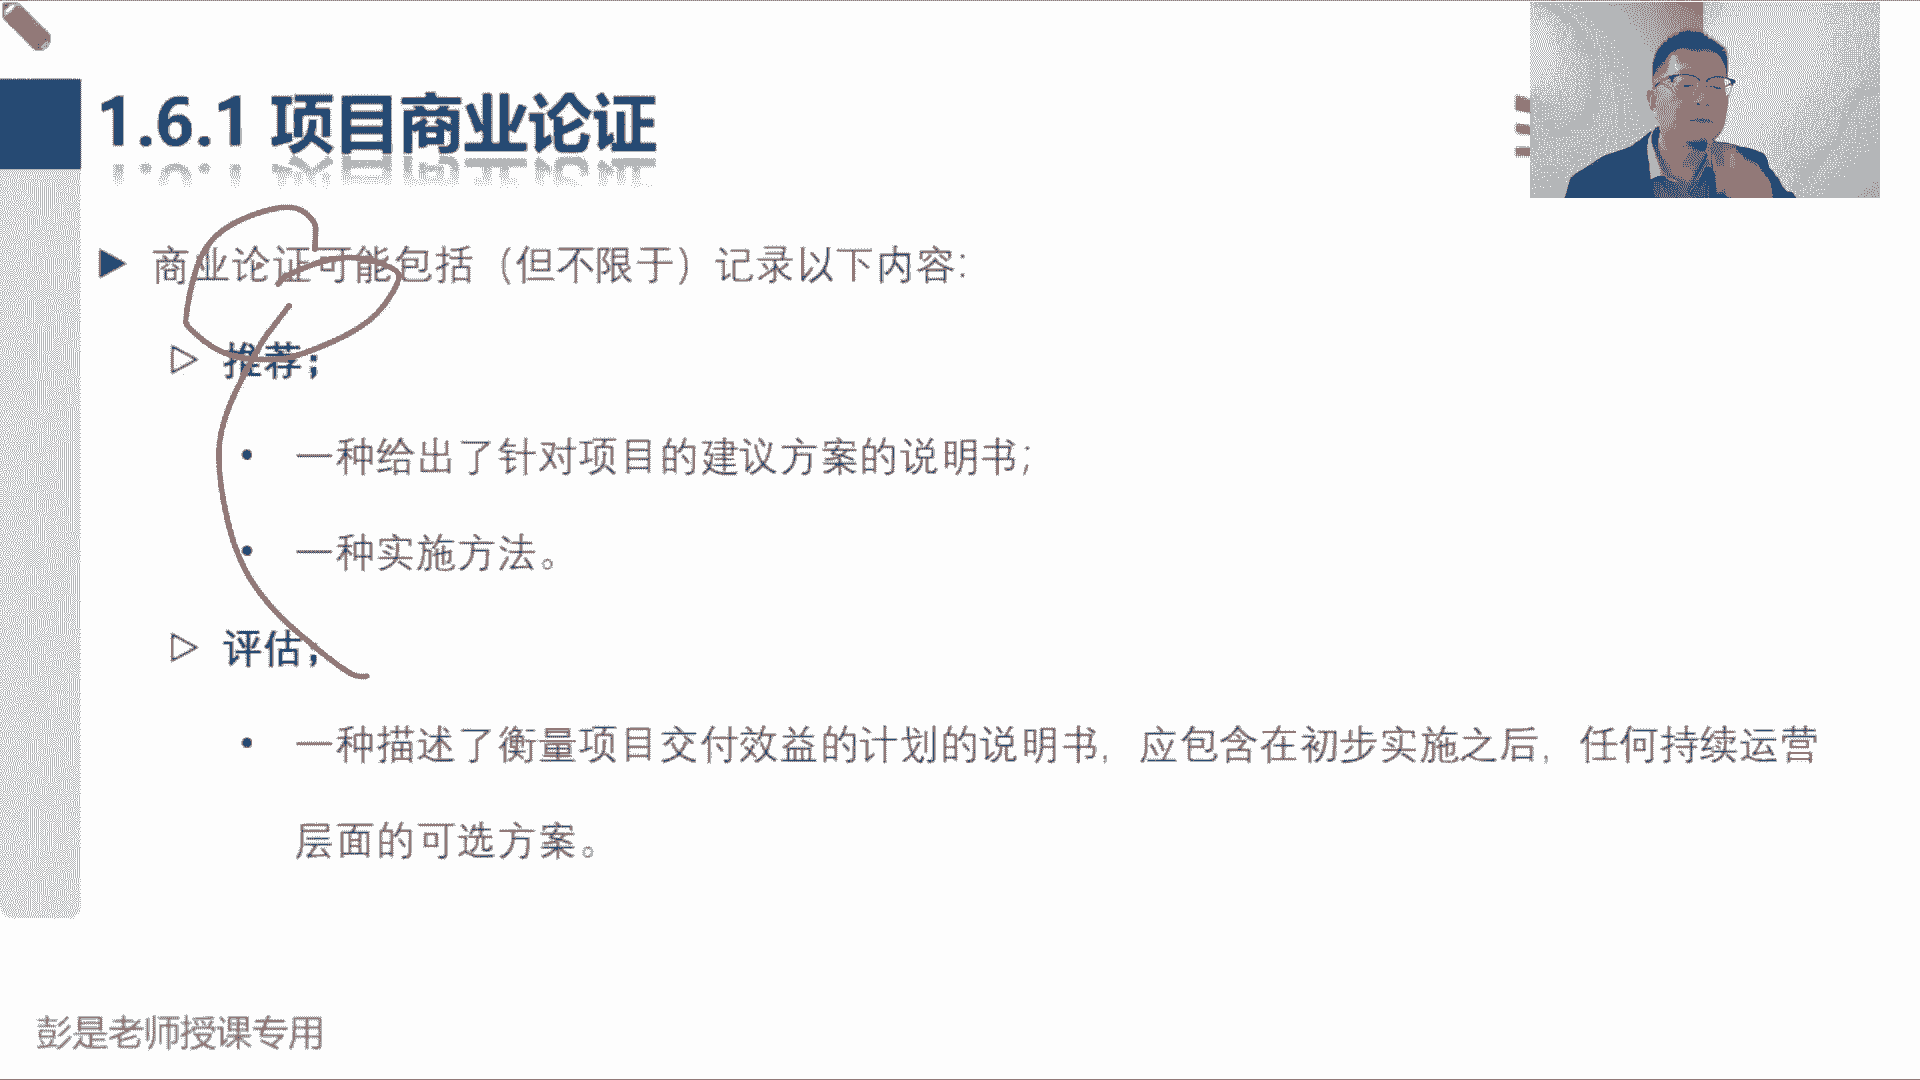 1.6.1 项目商业论证
商业论证可能包括（但不限于）记录以下内容：
推荐；
一种给出了针对项目的建议方案的说明书；
一种实施方法。
评估；
一种描述了衡量项目交付效益的计划的说明书，应包含在初步实施之后，任何持续运营
层面的可选方案。
彭是老师授课专用